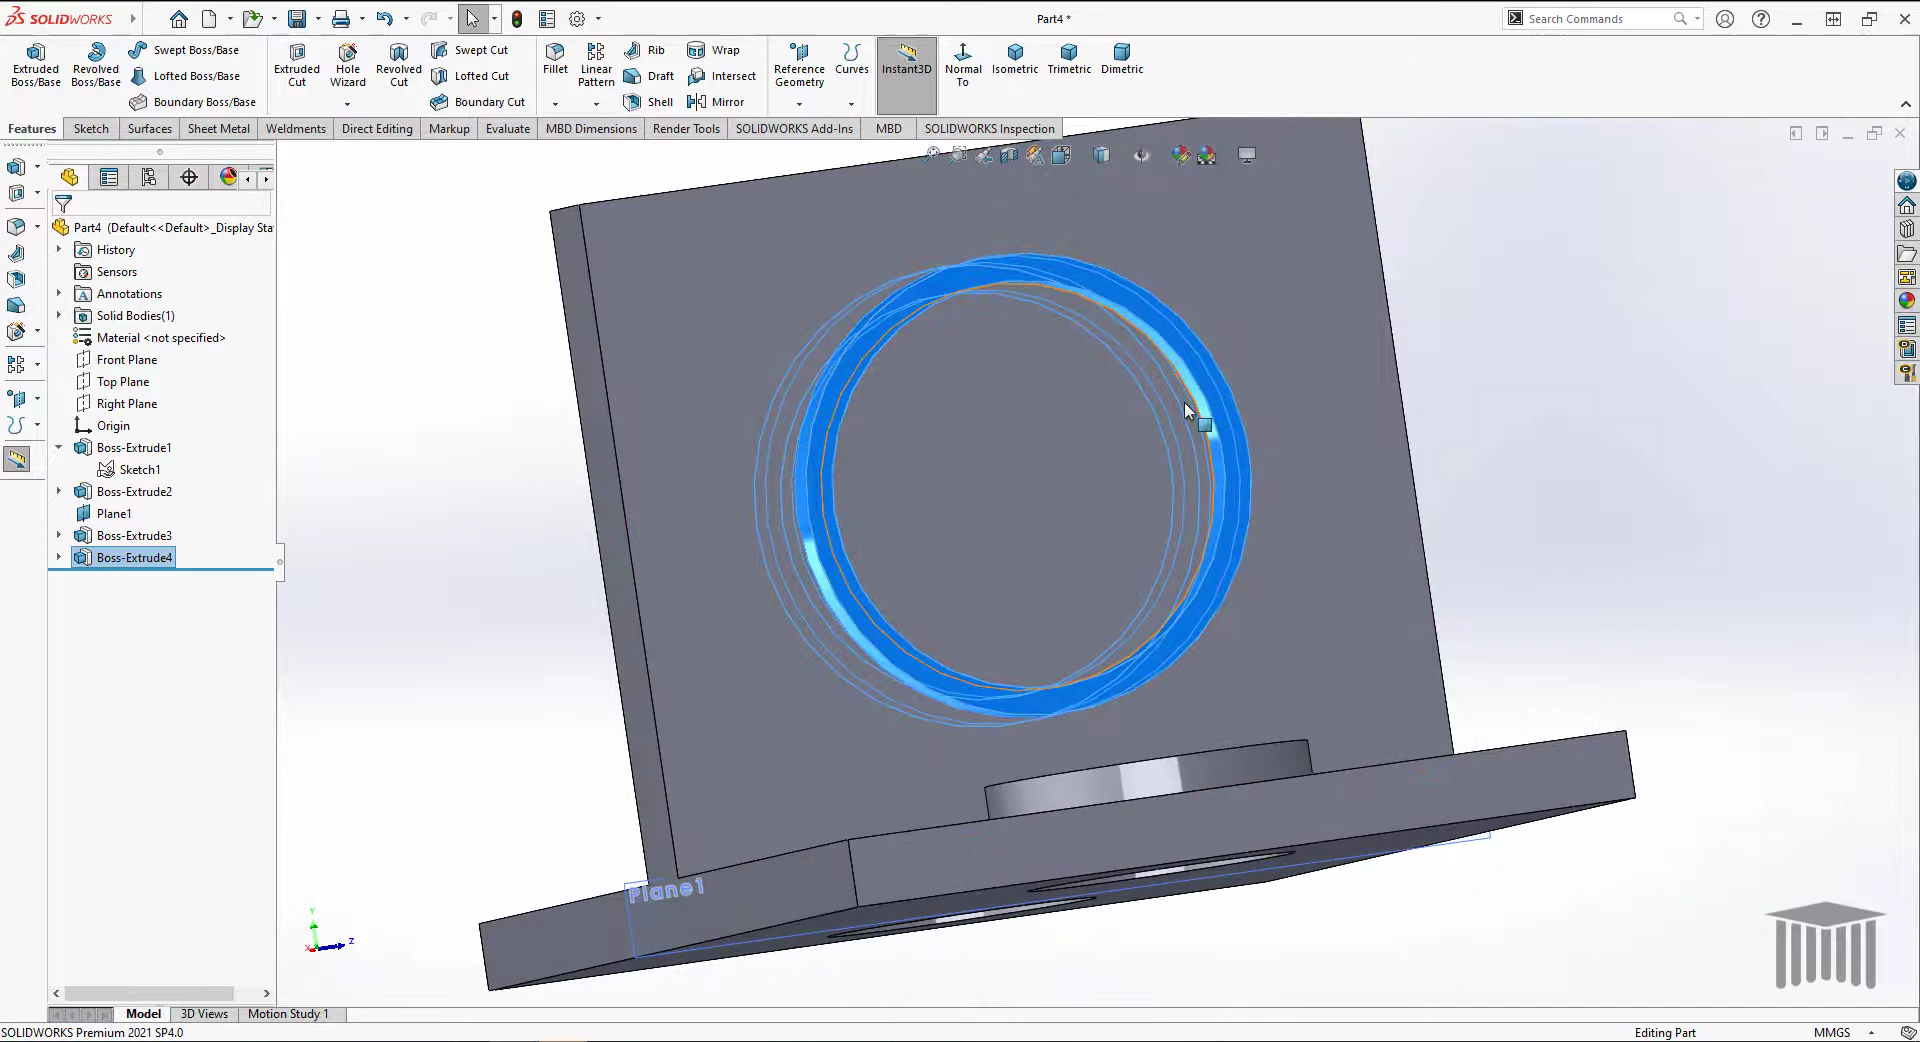 SOLIDWORKS
Part4 *
Search Commands
Extruded Boss/Base
Revolved Boss/Base
Swept Boss/Base
Lofted Boss/Base
Boundary Boss/Base
Extruded Cut
Hole Wizard
Revolved Cut
Swept Cut
Lofted Cut
Boundary Cut
Fillet
Linear Pattern
Rib
Draft
Shell
Wrap
Intersect
Mirror
Reference Geometry
Curves
Instant3D
Normal To
Isometric
Trimetric
Dimetric
Features
Sketch
Surfaces
Sheet Metal
Weldments
Direct Editing
Markup
Evaluate
MBD Dimensions
Render Tools
SOLIDWORKS Add-Ins
MBD
SOLIDWORKS Inspection
Part4 (Default<<Default>_Display Sta
History
Sensors
Annotations
Solid Bodies(1)
Material <not specified>
Front Plane
Top Plane
Right Plane
Origin
Boss-Extrude1
Sketch1
Boss-Extrude2
Plane1
Boss-Extrude3
Boss-Extrude4
Plane1
Y
X
Z
Model
3D Views
Motion Study 1
SOLIDWORKS Premium 2021 SP4.0
Editing Part
MMGS